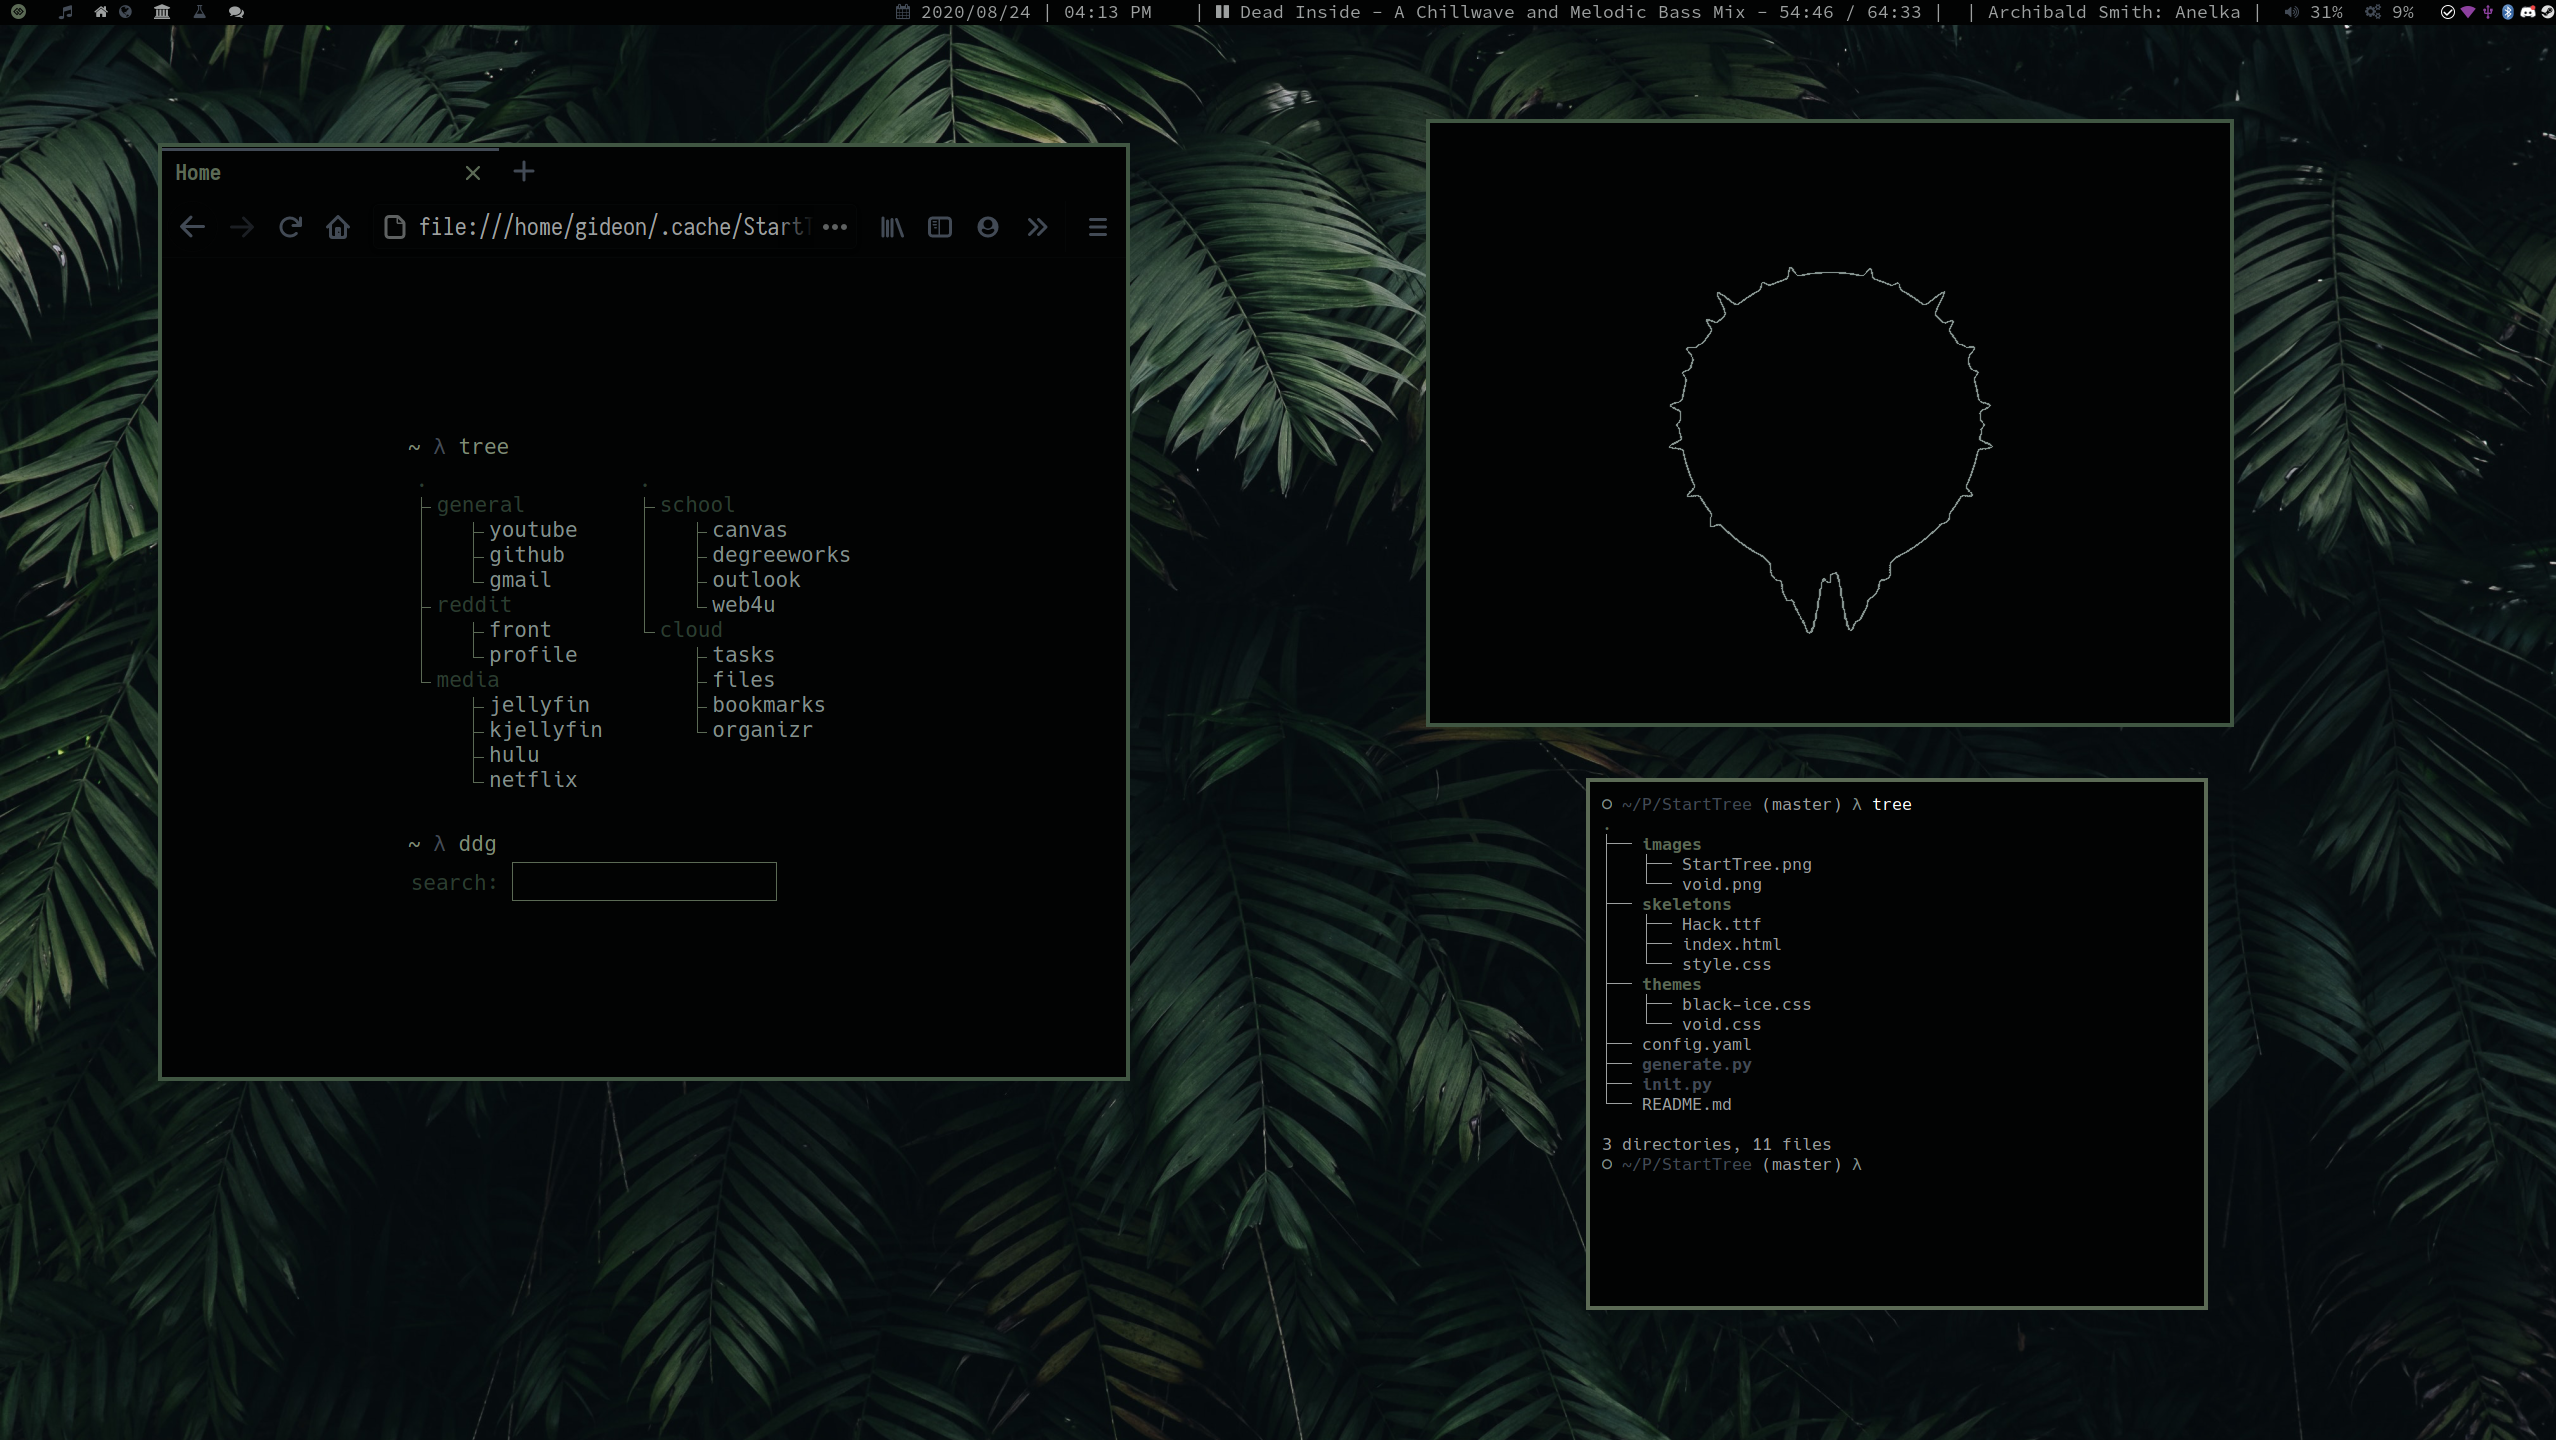 2020/08/24 | 04:13 PM | Dead Inside - A Chillwave and Melodic Bass Mix - 54:46 / 64:33 | | Archibald Smith: Anelka | 31% 9%
Home
file:///home/gideon/.cache/Start
~ λ tree
.
general
youtube
github
gmail
reddit
front
profile
media
jellyfin
kjellyfin
hulu
netflix
.
school
canvas
degreeworks
outlook
web4u
cloud
tasks
files
bookmarks
organizr
~ λ ddg
search:
~/P/StartTree (master) λ tree
.
├── images
│   ├── StartTree.png
│   └── void.png
├── skeletons
│   ├── Hack.ttf
│   ├── index.html
│   └── style.css
├── themes
│   ├── black-ice.css
│   └── void.css
├── config.yaml
├── generate.py
├── init.py
└── README.md
3 directories, 11 files
~/P/StartTree (master) λ